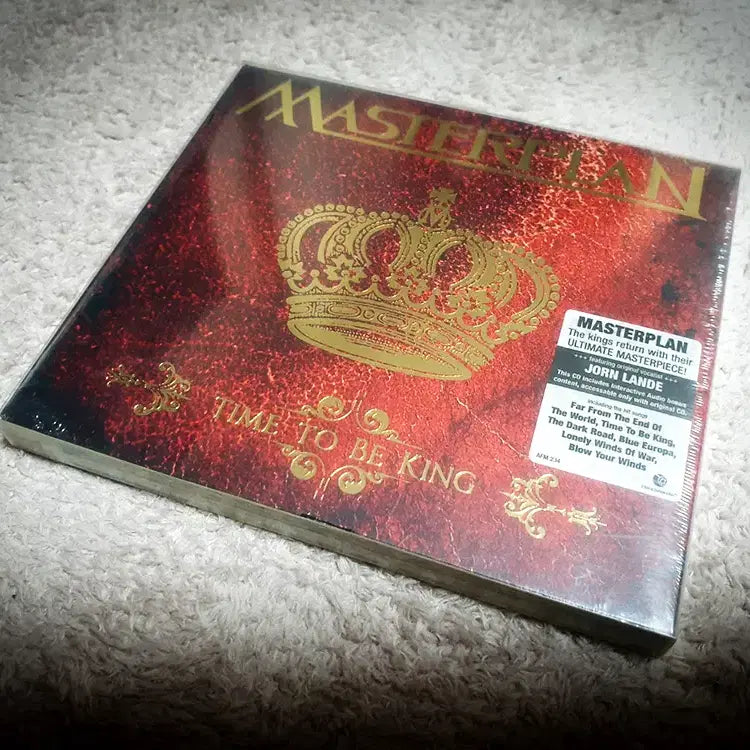 MASTERPLAN
TIME TO BE KING
MASTERPLAN
The kings return with their
ULTIMATE MASTERPIECE!
+++ featuring original vocalist +++
JORN LANDE
This CD includes Interactive Audio bonus
content, accessable only with original CD.
including the hit songs
Far From The End Of
The World, Time To Be King,
The Dark Road, Blue Europa,
Lonely Winds Of War,
Blow Your Winds
AFM 234